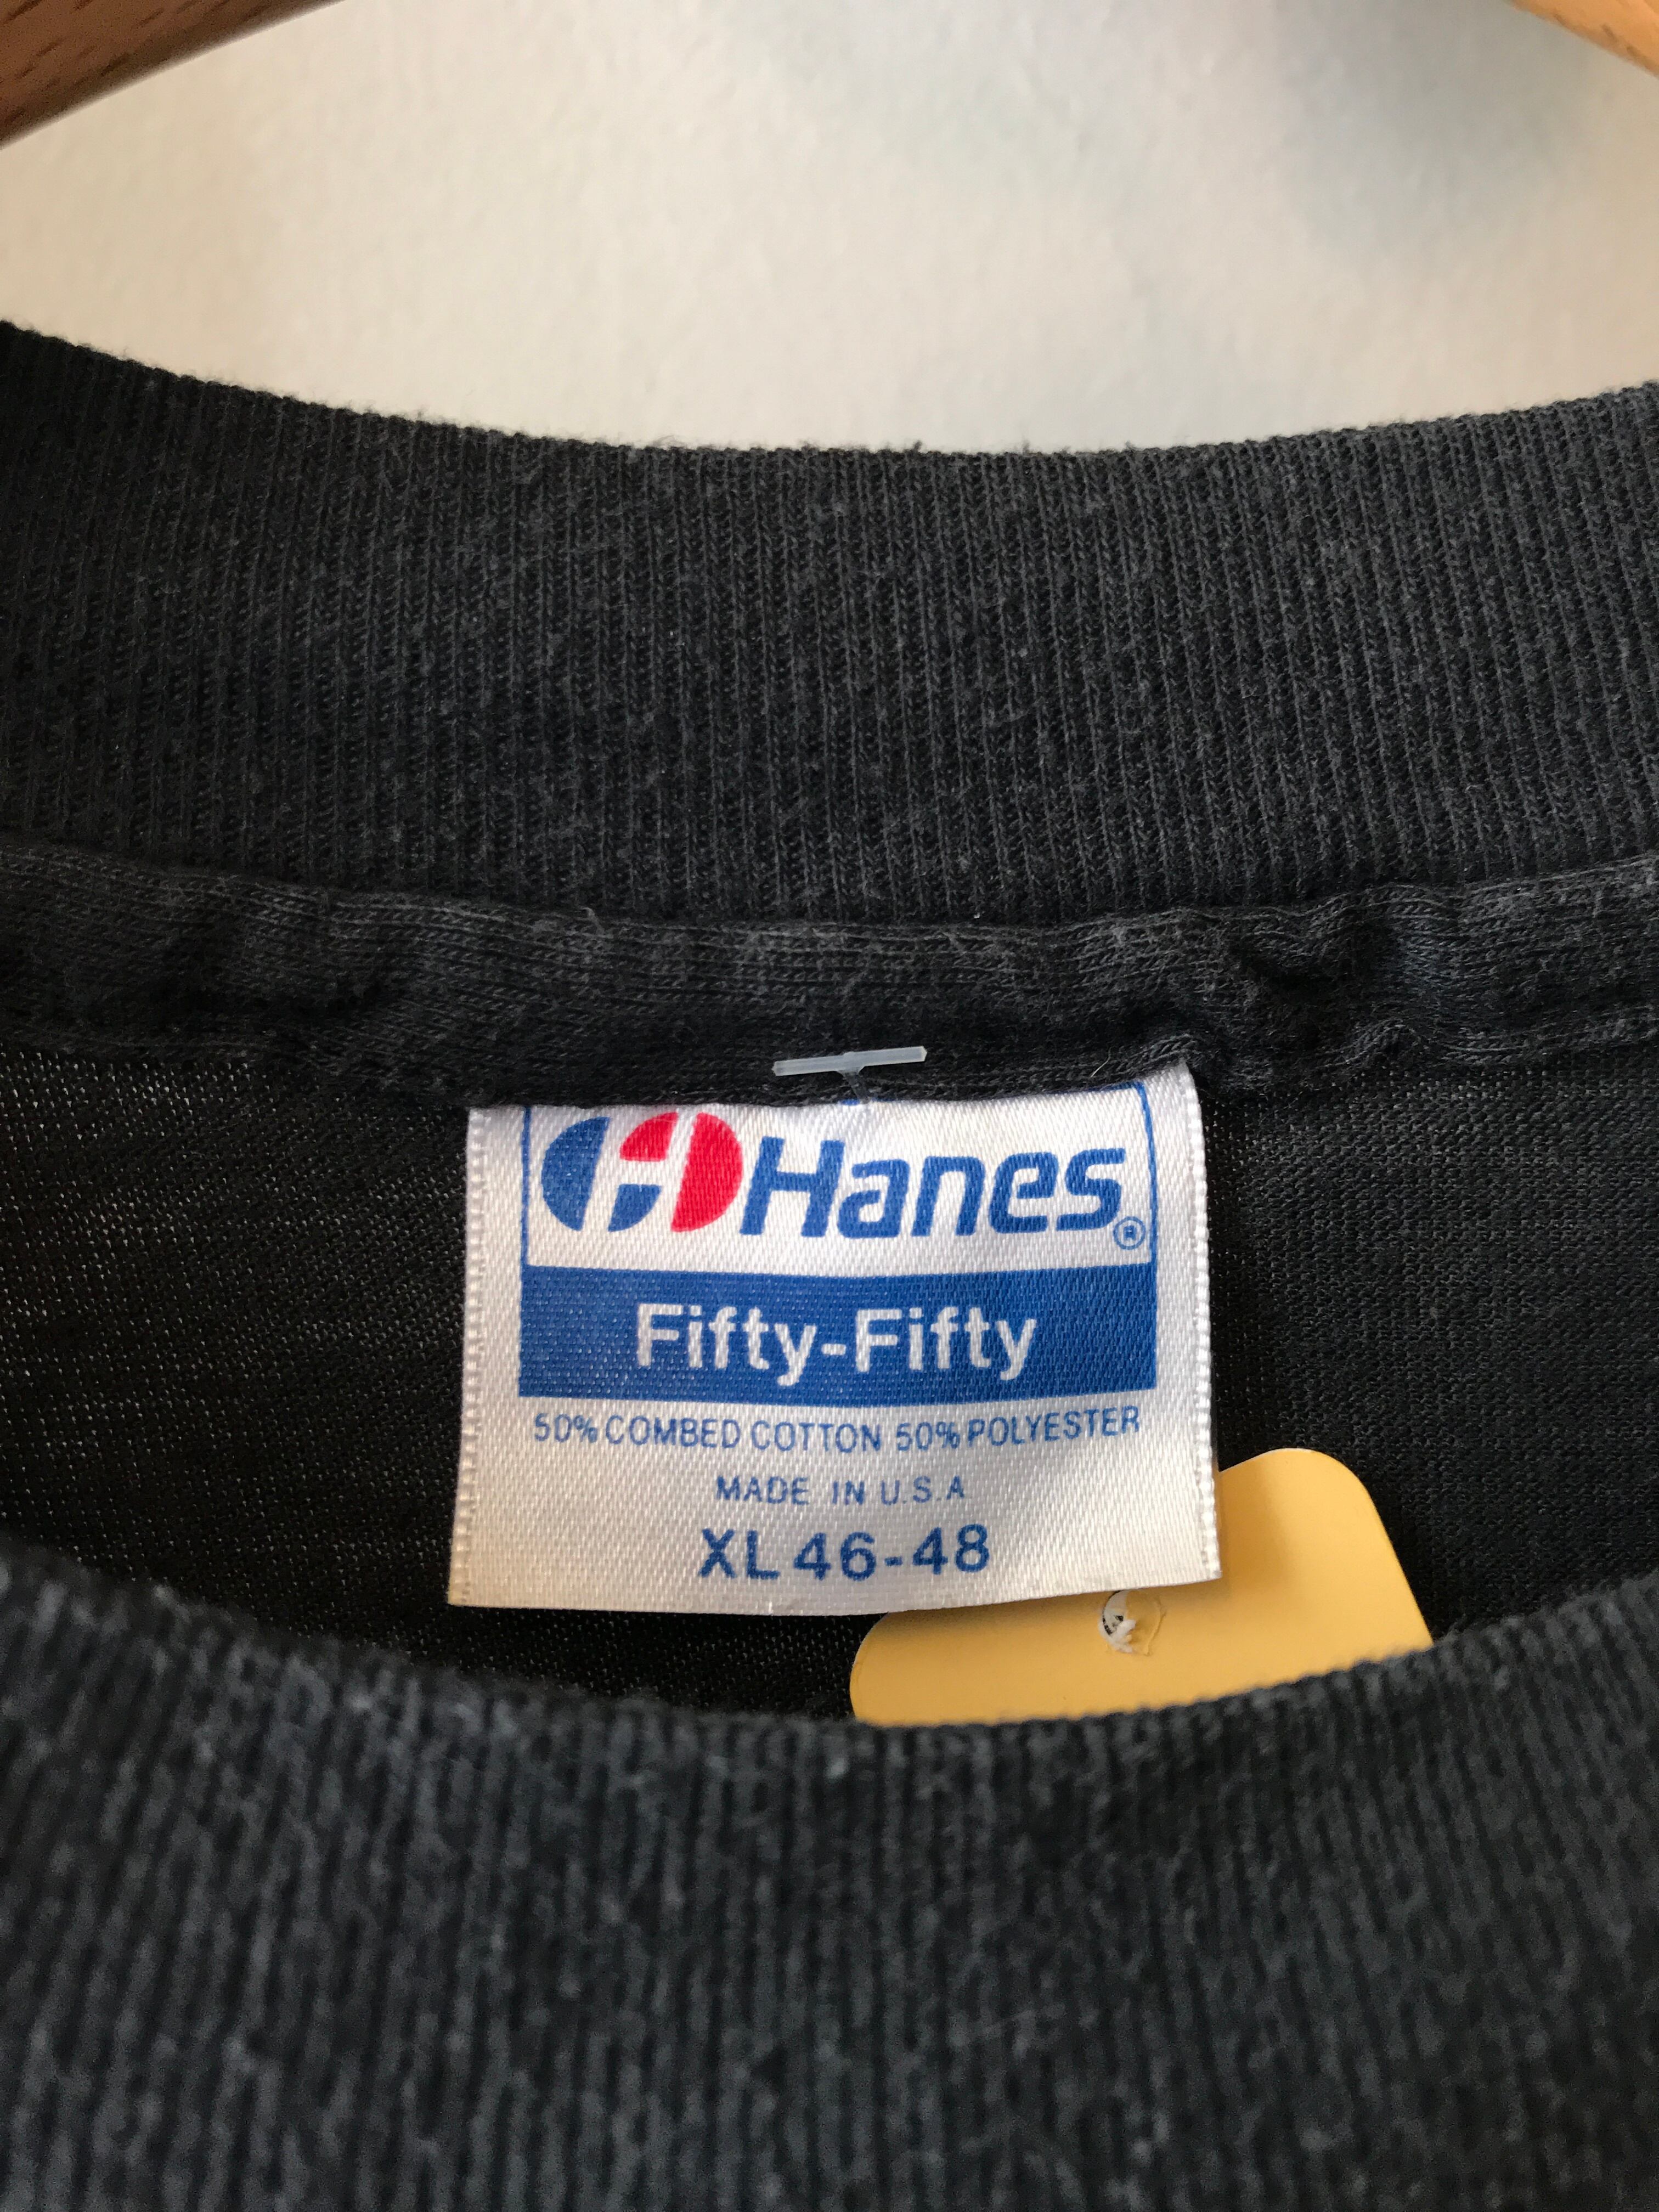 Hanes®
Fifty-Fifty
50% COMBED COTTON 50% POLYESTER
MADE IN U.S.A
XL 46-48